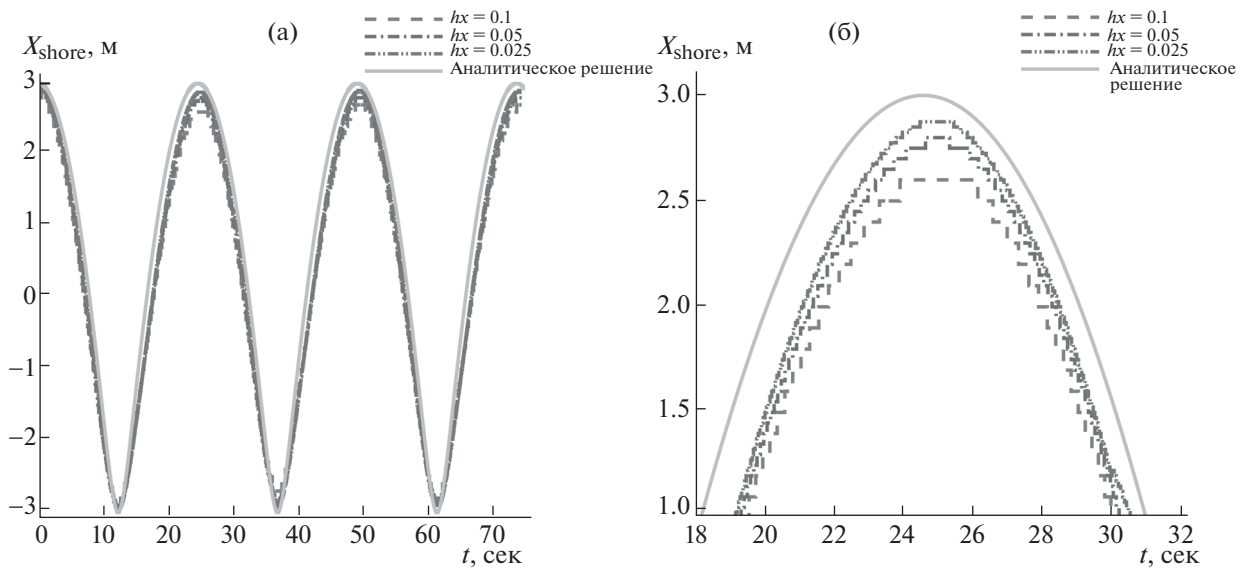 (а)
hx = 0.1
hx = 0.05
hx = 0.025
Аналитическое решение
X_shore, м
3
2
1
0
−1
−2
−3
0 10 20 30 40 50 60 70
t, сек
(б)
hx = 0.1
hx = 0.05
hx = 0.025
Аналитическое
решение
X_shore, м
3.0
2.5
2.0
1.5
1.0
18 20 22 24 26 28 30 32
t, сек